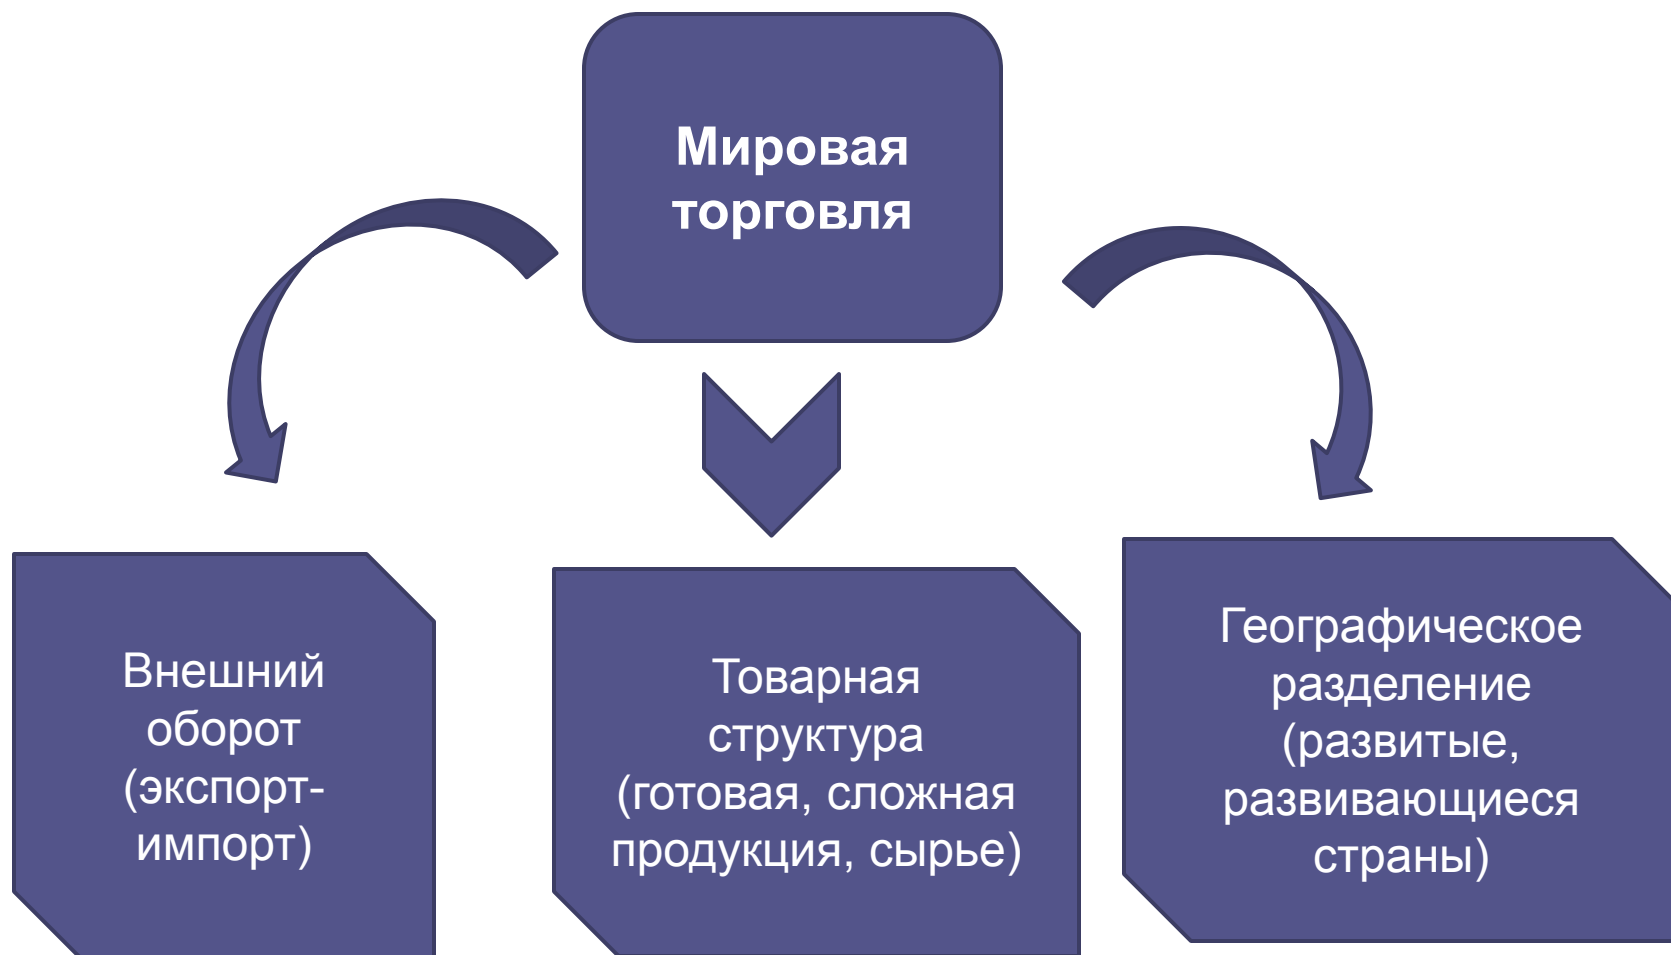 Мировая
торговля
Внешний
оборот
(экспорт-
импорт)
Товарная
структура
(готовая, сложная
продукция, сырье)
Географическое
разделение
(развитые,
развивающиеся
страны)